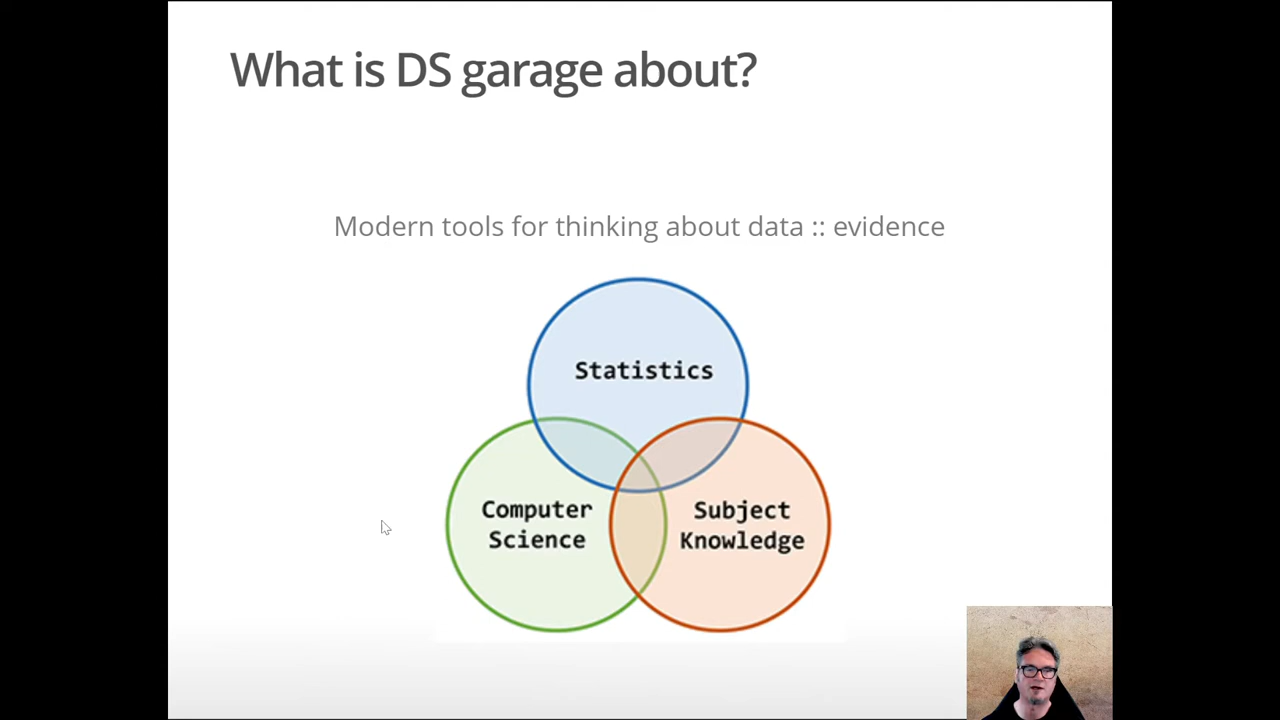 What is DS garage about?
Modern tools for thinking about data :: evidence
Statistics
Computer
Science
Subject
Knowledge